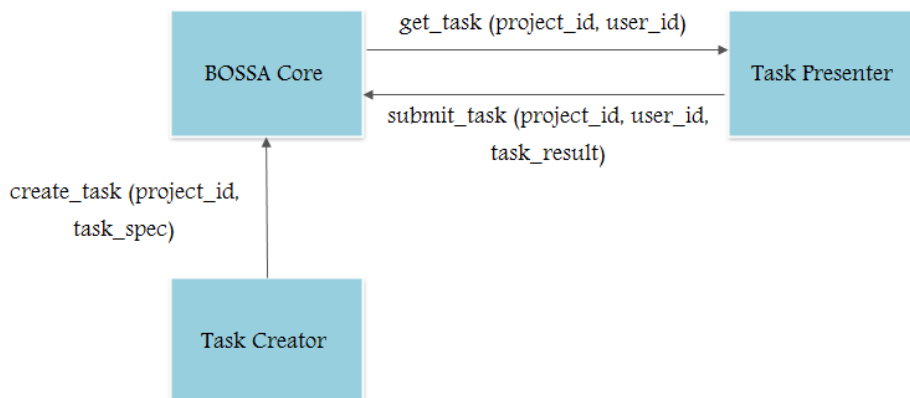 get_task (project_id, user_id)
BOSSA Core
Task Presenter
submit_task (project_id, user_id,
task_result)
create_task (project_id,
task_spec)
Task Creator